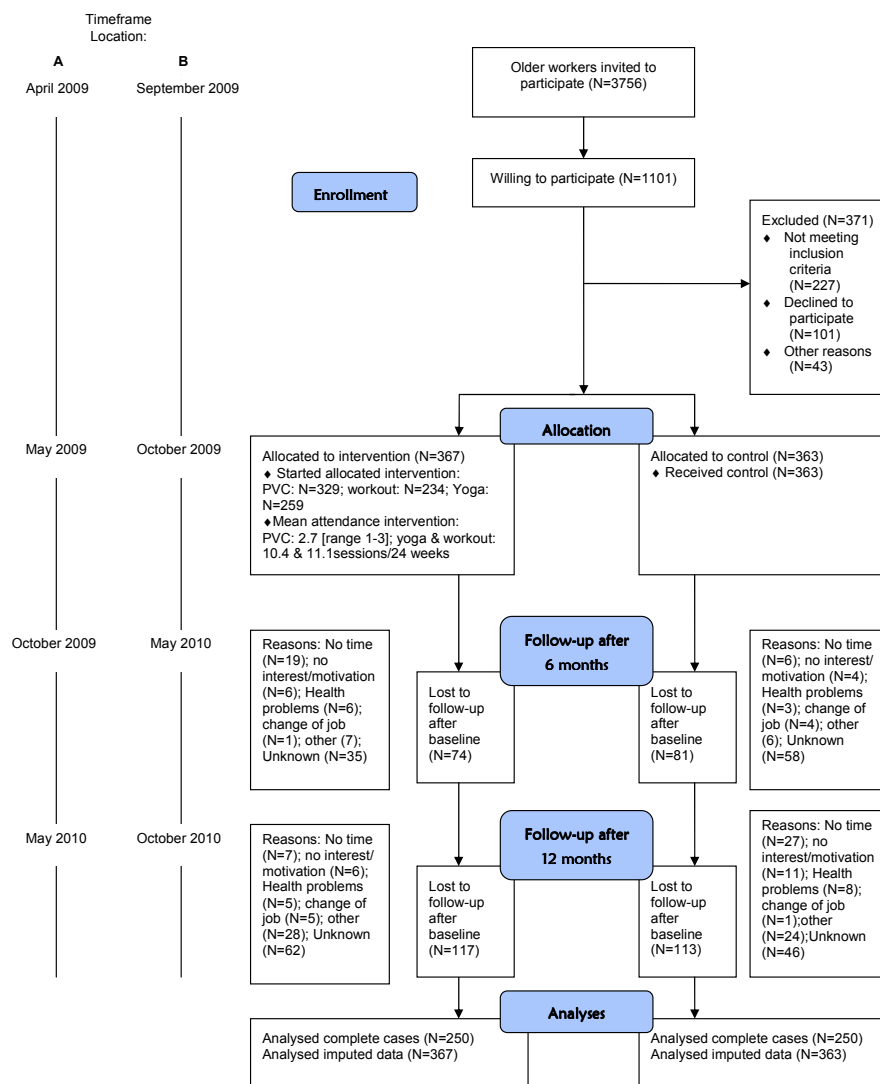 Timeframe
Location:
A
B
April 2009
September 2009
Older workers invited to
participate (N=3756)
Willing to participate (N=1101)
Enrollment
Excluded (N=371)
♦ Not meeting
inclusion
criteria
(N=227)
♦ Declined to
participate
(N=101)
♦ Other reasons
(N=43)
Allocation
May 2009
October 2009
Allocated to intervention (N=367)
♦ Started allocated intervention:
PVC: N=329; workout: N=234; Yoga:
N=259
♦Mean attendance intervention:
PVC: 2.7 [range 1-3]; yoga & workout:
10.4 & 11.1sessions/24 weeks
Allocated to control (N=363)
♦ Received control (N=363)
October 2009
May 2010
Follow-up after
6 months
Reasons: No time
(N=19); no
interest/motivation
(N=6); Health
problems (N=6);
change of job
(N=1); other (7);
Unknown (N=35)
Lost to
follow-up
after
baseline
(N=74)
Lost to
follow-up
after
baseline
(N=81)
Reasons: No time
(N=6); no interest/
motivation (N=4);
Health problems
(N=3); change of
job (N=4); other
(6); Unknown
(N=58)
May 2010
October 2010
Follow-up after
12 months
Reasons: No time
(N=7); no interest/
motivation (N=6);
Health problems
(N=5); change of
job (N=5); other
(N=28); Unknown
(N=62)
Lost to
follow-up
after
baseline
(N=117)
Lost to
follow-up
after
baseline
(N=113)
Reasons: No time
(N=27); no
interest/motivation
(N=11); Health
problems (N=8);
change of job
(N=1);other
(N=24);Unknown
(N=46)
Analyses
Analysed complete cases (N=250)
Analysed imputed data (N=367)
Analysed complete cases (N=250)
Analysed imputed data (N=363)